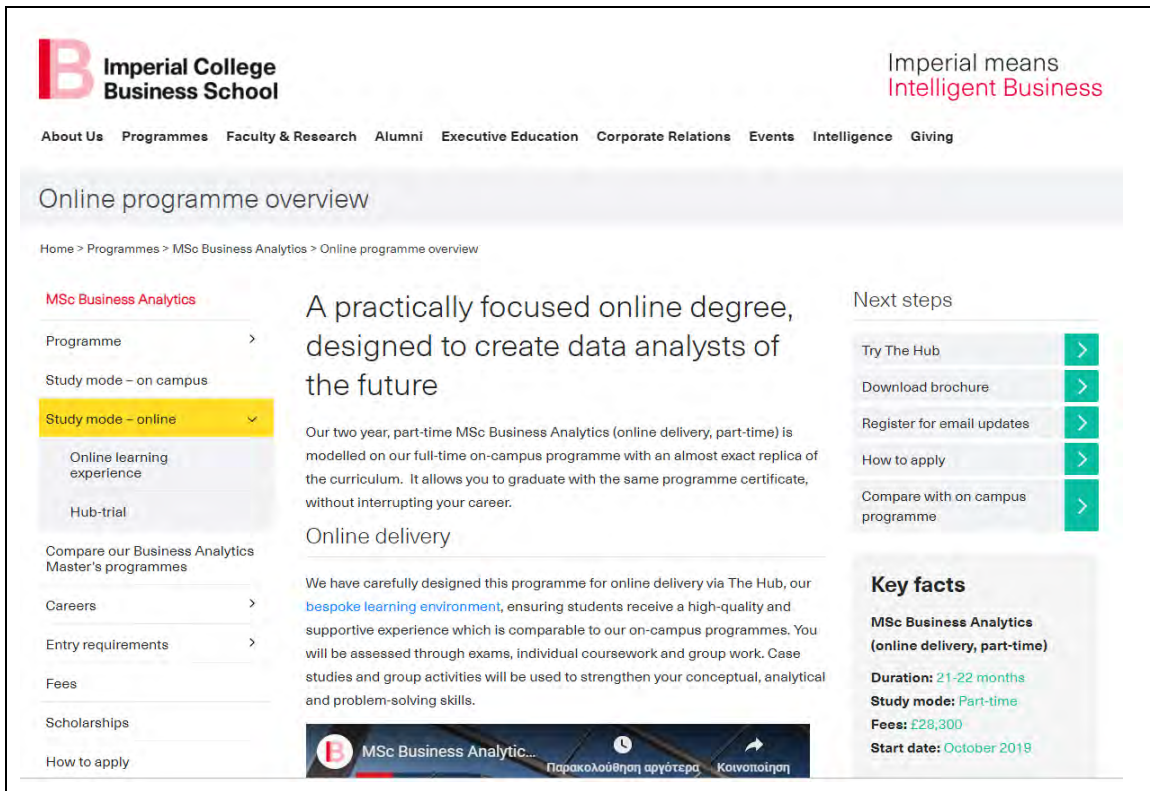 Imperial College
Business School
Imperial means
Intelligent Business
About Us Programmes Faculty & Research Alumni Executive Education Corporate Relations Events Intelligence Giving
Online programme overview
Home > Programmes > MSc Business Analytics > Online programme overview
MSc Business Analytics
Programme
Study mode – on campus
Study mode – online
Online learning
experience
Hub-trial
Compare our Business Analytics
Master's programmes
Careers
Entry requirements
Fees
Scholarships
How to apply
A practically focused online degree,
designed to create data analysts of
the future
Our two year, part-time MSc Business Analytics (online delivery, part-time) is
modelled on our full-time on-campus programme with an almost exact replica of
the curriculum. It allows you to graduate with the same programme certificate,
without interrupting your career.
Online delivery
We have carefully designed this programme for online delivery via The Hub, our
bespoke learning environment, ensuring students receive a high-quality and
supportive experience which is comparable to our on-campus programmes. You
will be assessed through exams, individual coursework and group work. Case
studies and group activities will be used to strengthen your conceptual, analytical
and problem-solving skills.
MSc Business Analytic...
Παρακολούθηση αργότερα
Κοινοποίηση
Next steps
Try The Hub
Download brochure
Register for email updates
How to apply
Compare with on campus
programme
Key facts
MSc Business Analytics
(online delivery, part-time)
Duration: 21-22 months
Study mode: Part-time
Fees: £28,300
Start date: October 2019